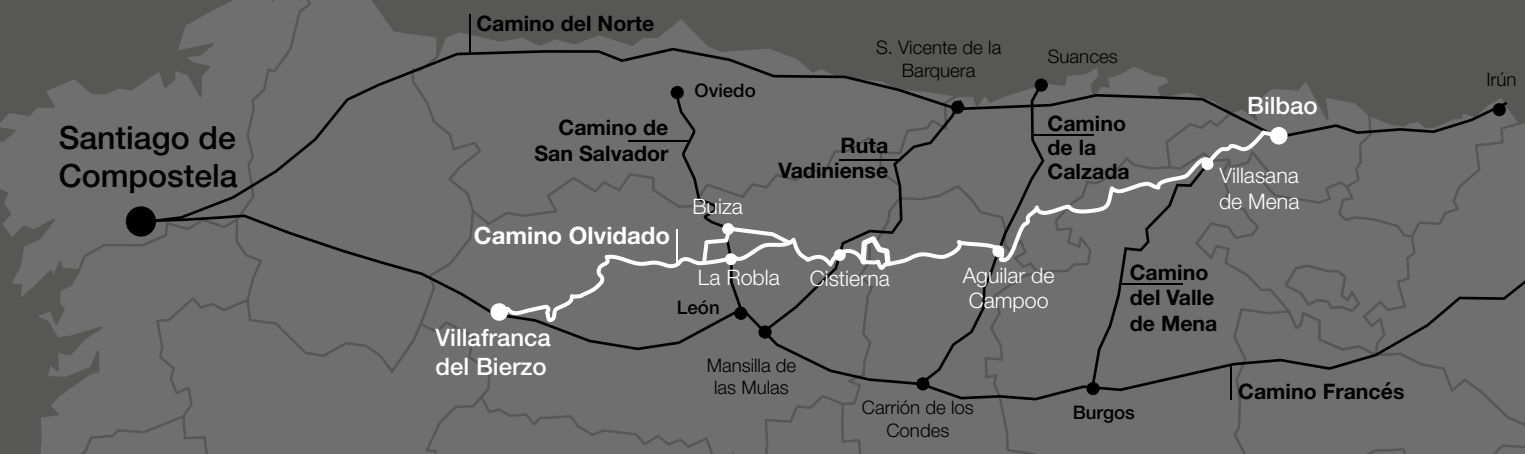 Camino del Norte
S. Vicente de la
Barquera
Suances
Irún
Oviedo
Bilbao
Santiago de
Compostela
Camino de
San Salvador
Ruta
Vadiniense
Camino
de la
Calzada
Villasana
de Mena
Buiza
Camino Olvidado
La Robla
Cistierna
Aguilar de
Campoo
Camino
del Valle
de Mena
León
Villafranca
del Bierzo
Mansilla de
las Mulas
Carrión de los
Condes
Burgos
Camino Francés